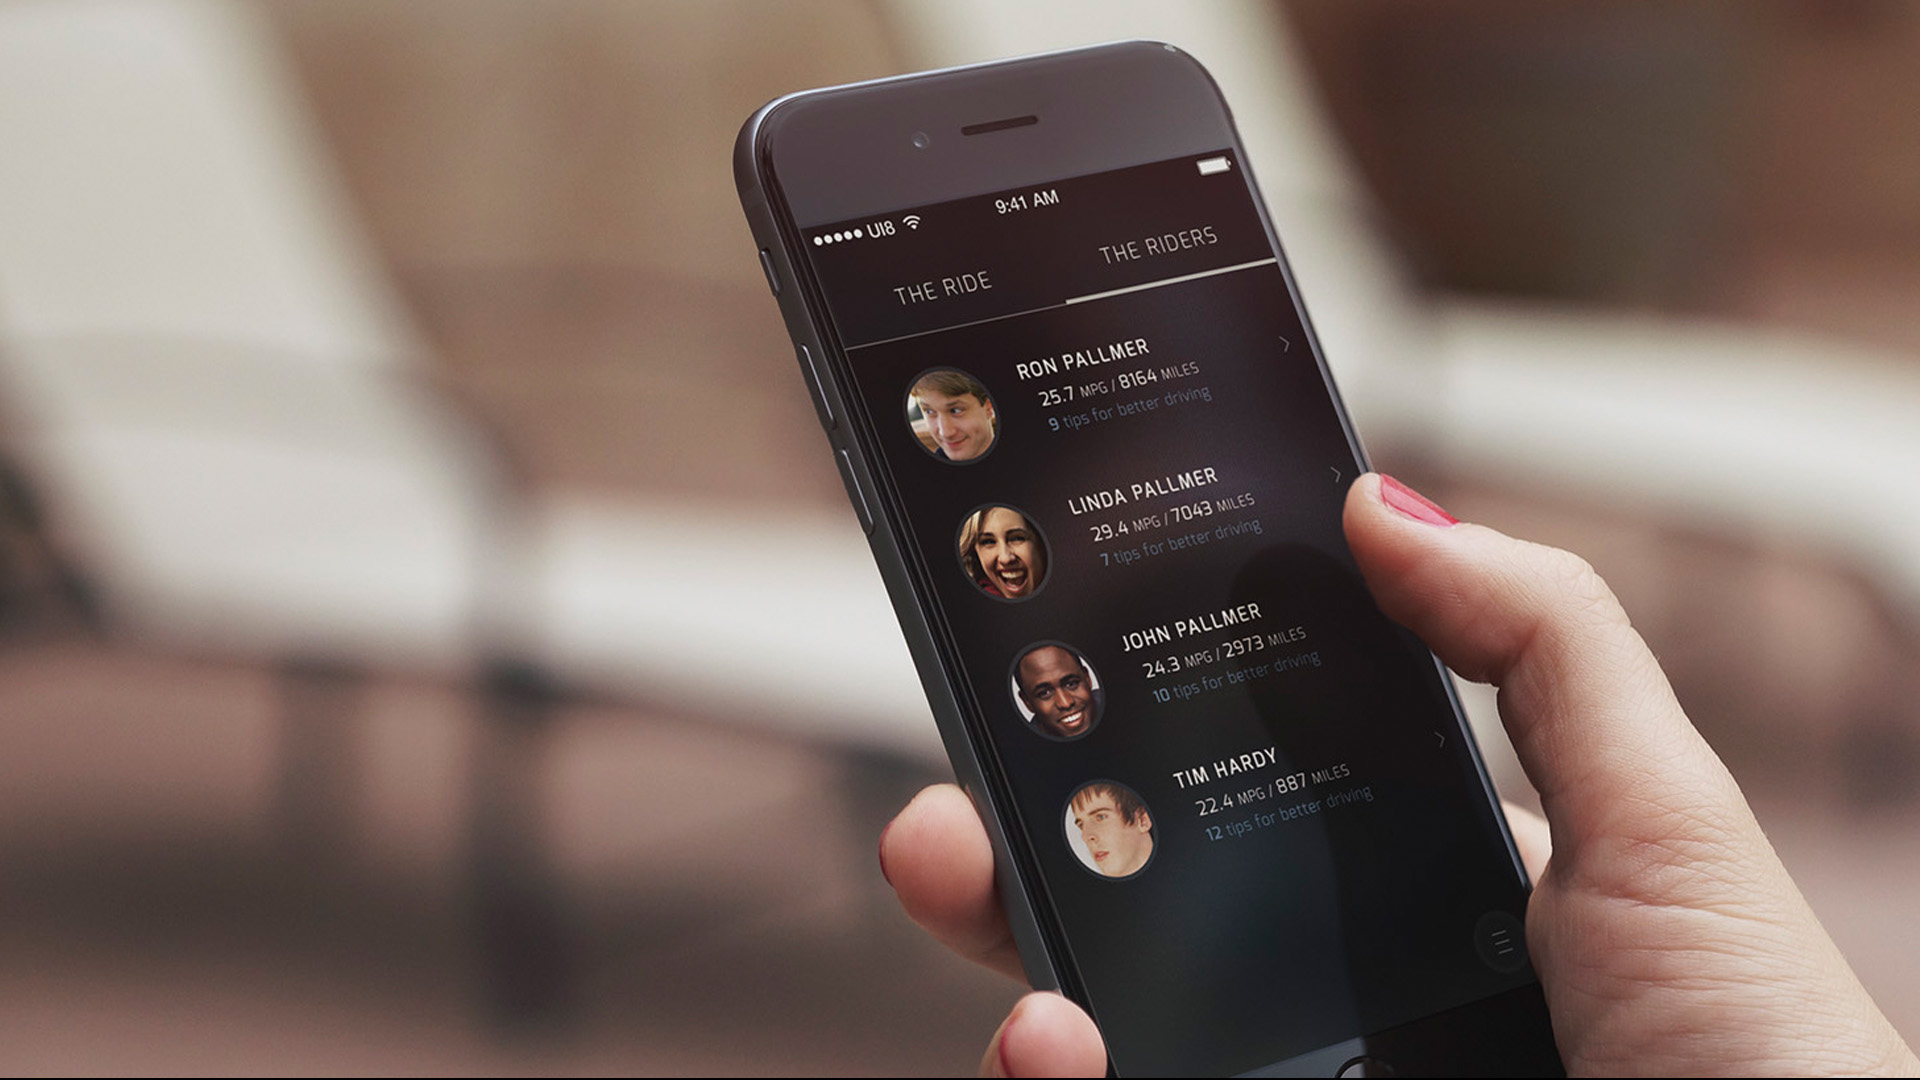 UI8
9:41 AM
THE RIDE
THE RIDERS
RON PALLMER
25.7 MPG / 8164 MILES
9 tips for better driving
LINDA PALLMER
29.4 MPG / 7043 MILES
7 tips for better driving
JOHN PALLMER
24.3 MPG / 2973 MILES
10 tips for better driving
TIM HARDY
22.4 MPG / 887 MILES
12 tips for better driving